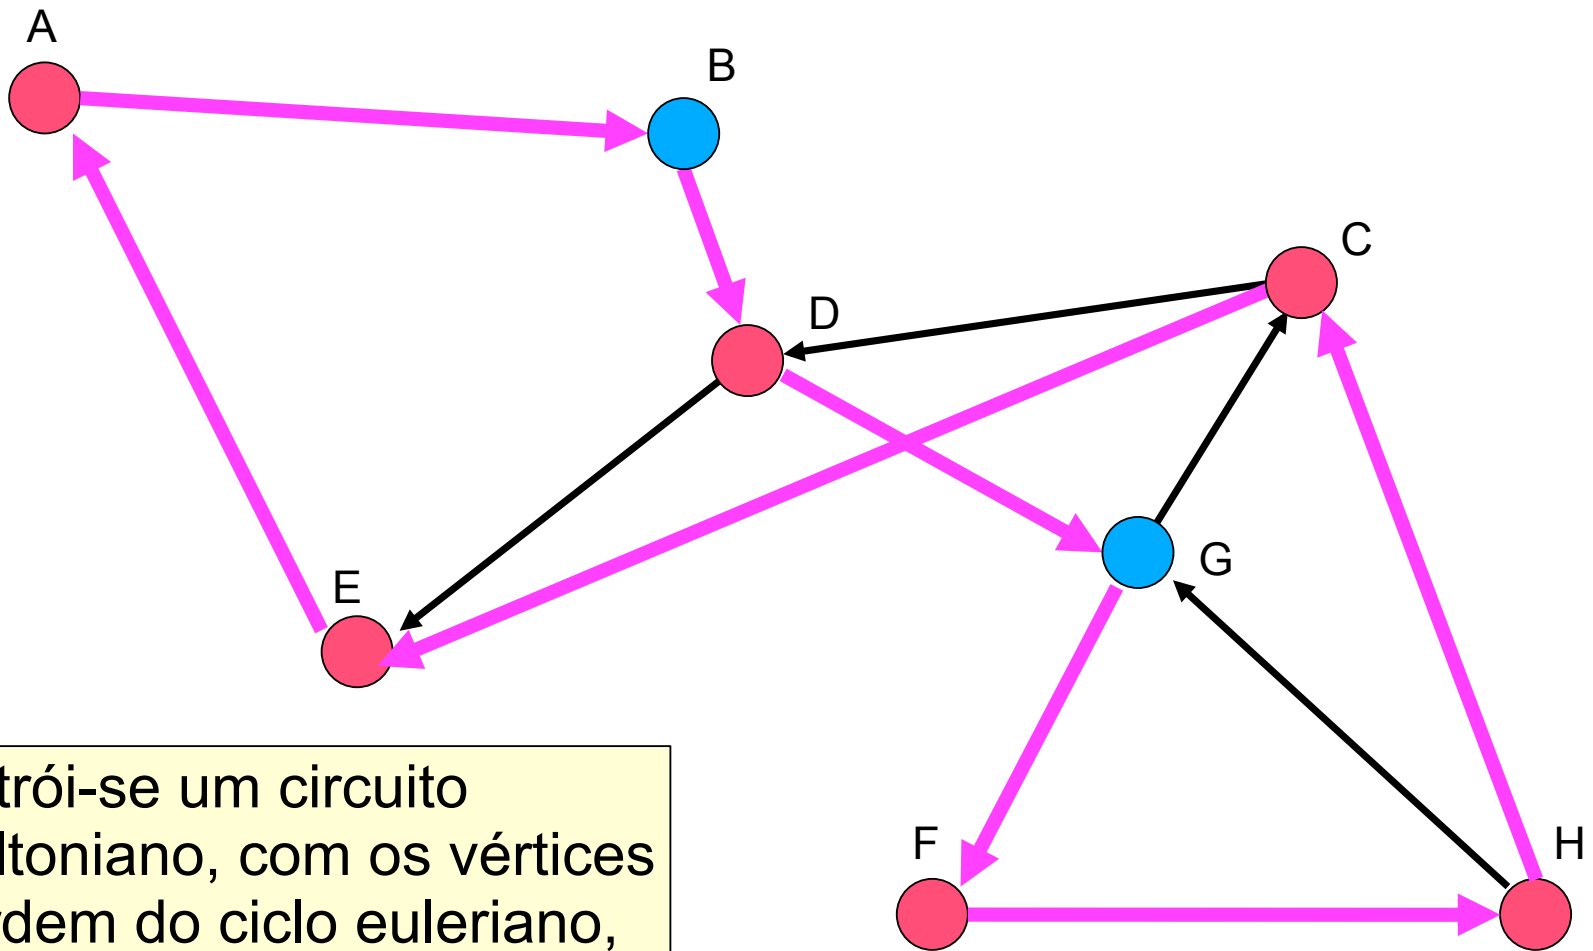 A
B
C
D
E
G
F
H
trói-se um circuito
ltoniano, com os vértices
rdem do ciclo euleriano,